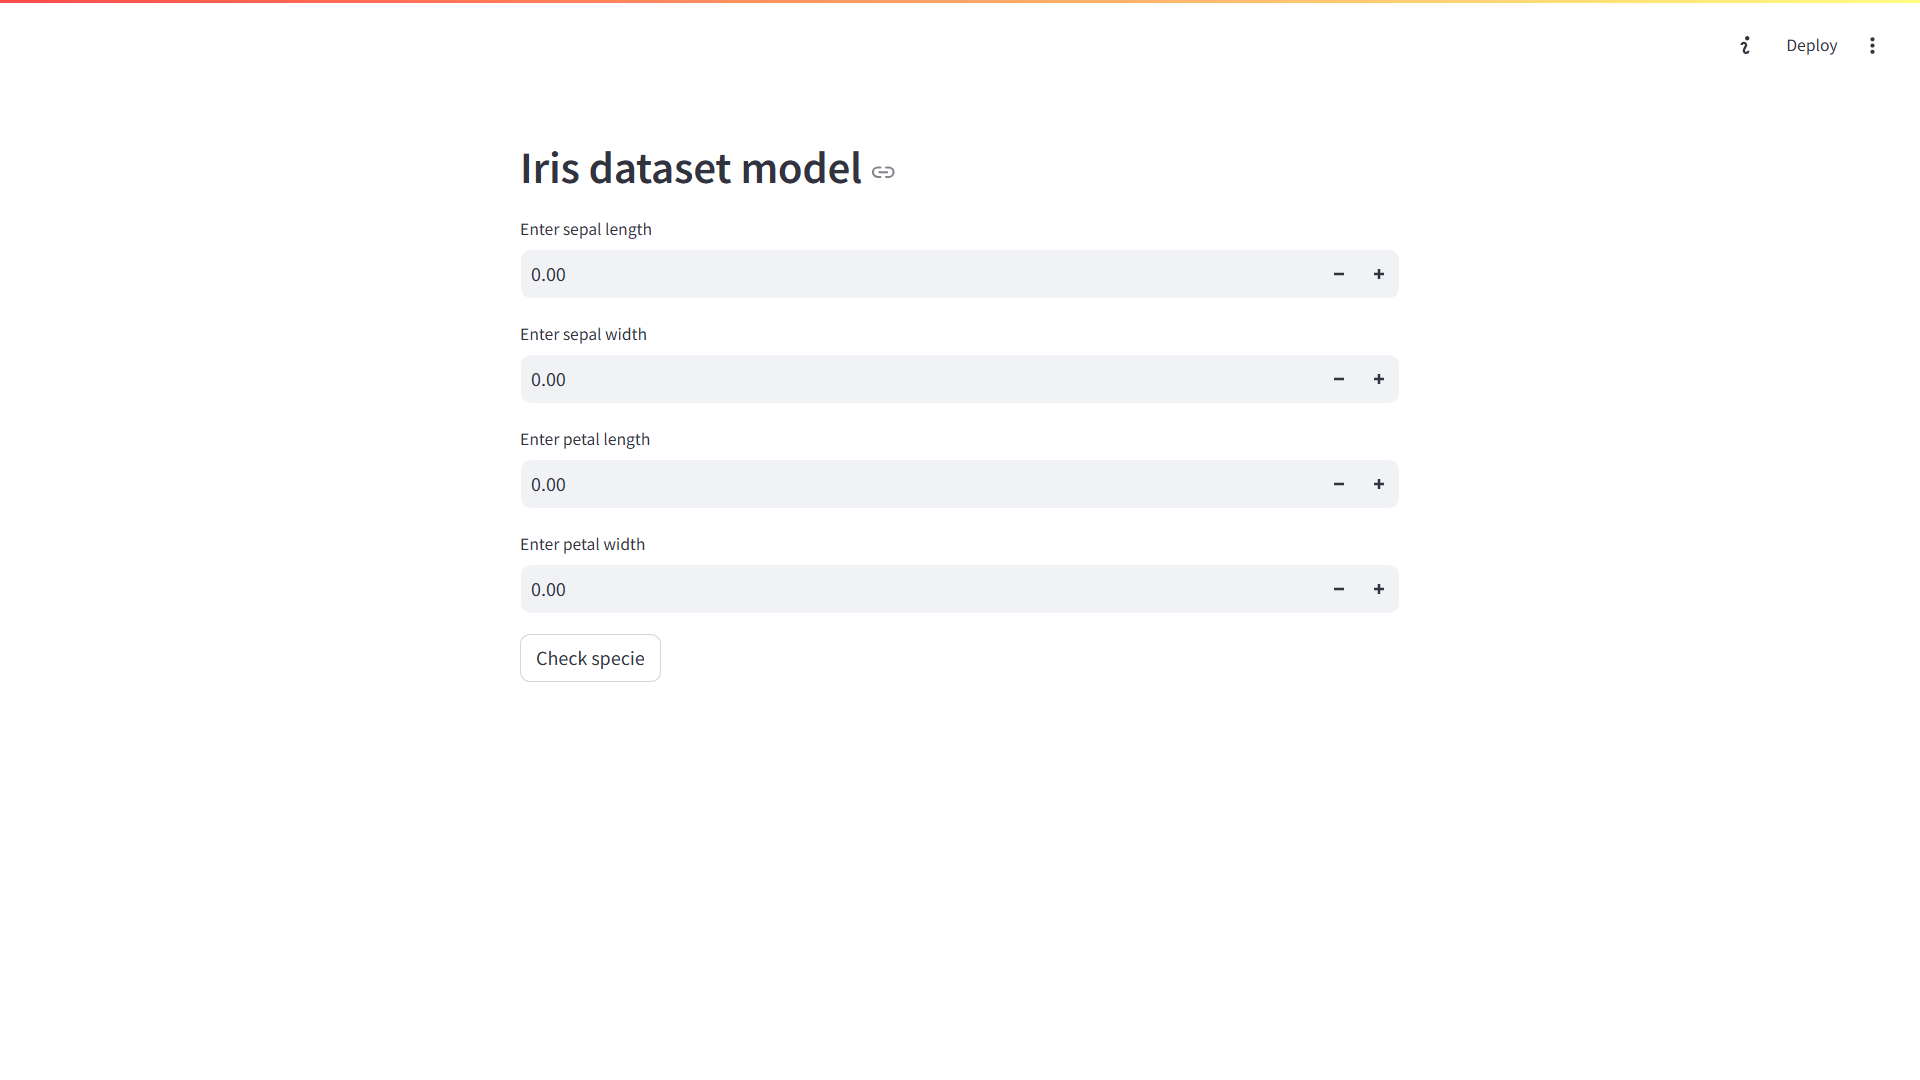 Deploy
Iris dataset model
Enter sepal length
0.00
Enter sepal width
0.00
Enter petal length
0.00
Enter petal width
0.00
Check specie